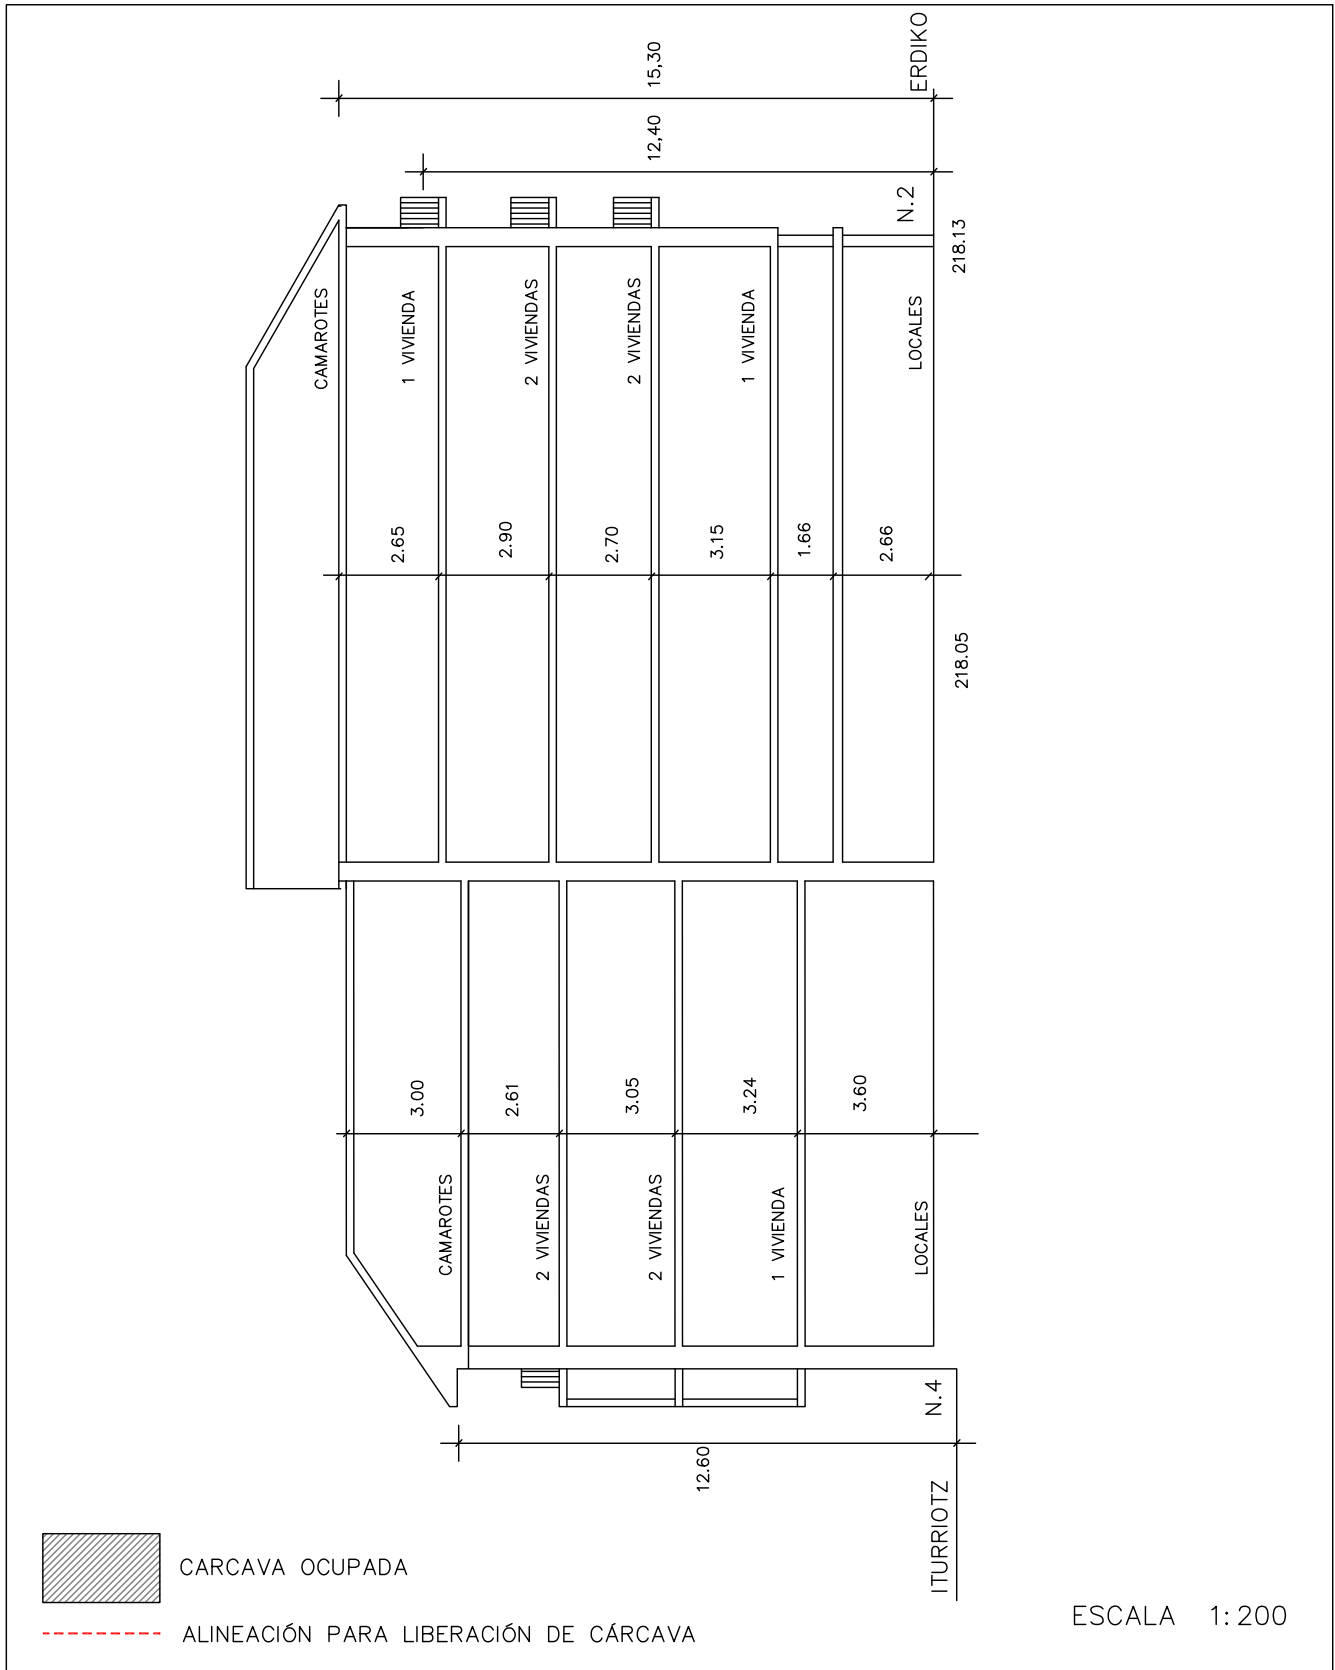 ERDIKO
15,30
12,40
N.2
218.13
CAMAROTES
1 VIVIENDA
2 VIVIENDAS
2 VIVIENDAS
1 VIVIENDA
LOCALES
2.65
2.90
2.70
3.15
1.66
2.66
218.05
3.00
2.61
3.05
3.24
3.60
CAMAROTES
2 VIVIENDAS
2 VIVIENDAS
1 VIVIENDA
LOCALES
N.4
12.60
ITURRIOTZ
CARCAVA OCUPADA
ALINEACIÓN PARA LIBERACIÓN DE CÁRCAVA
ESCALA 1:200